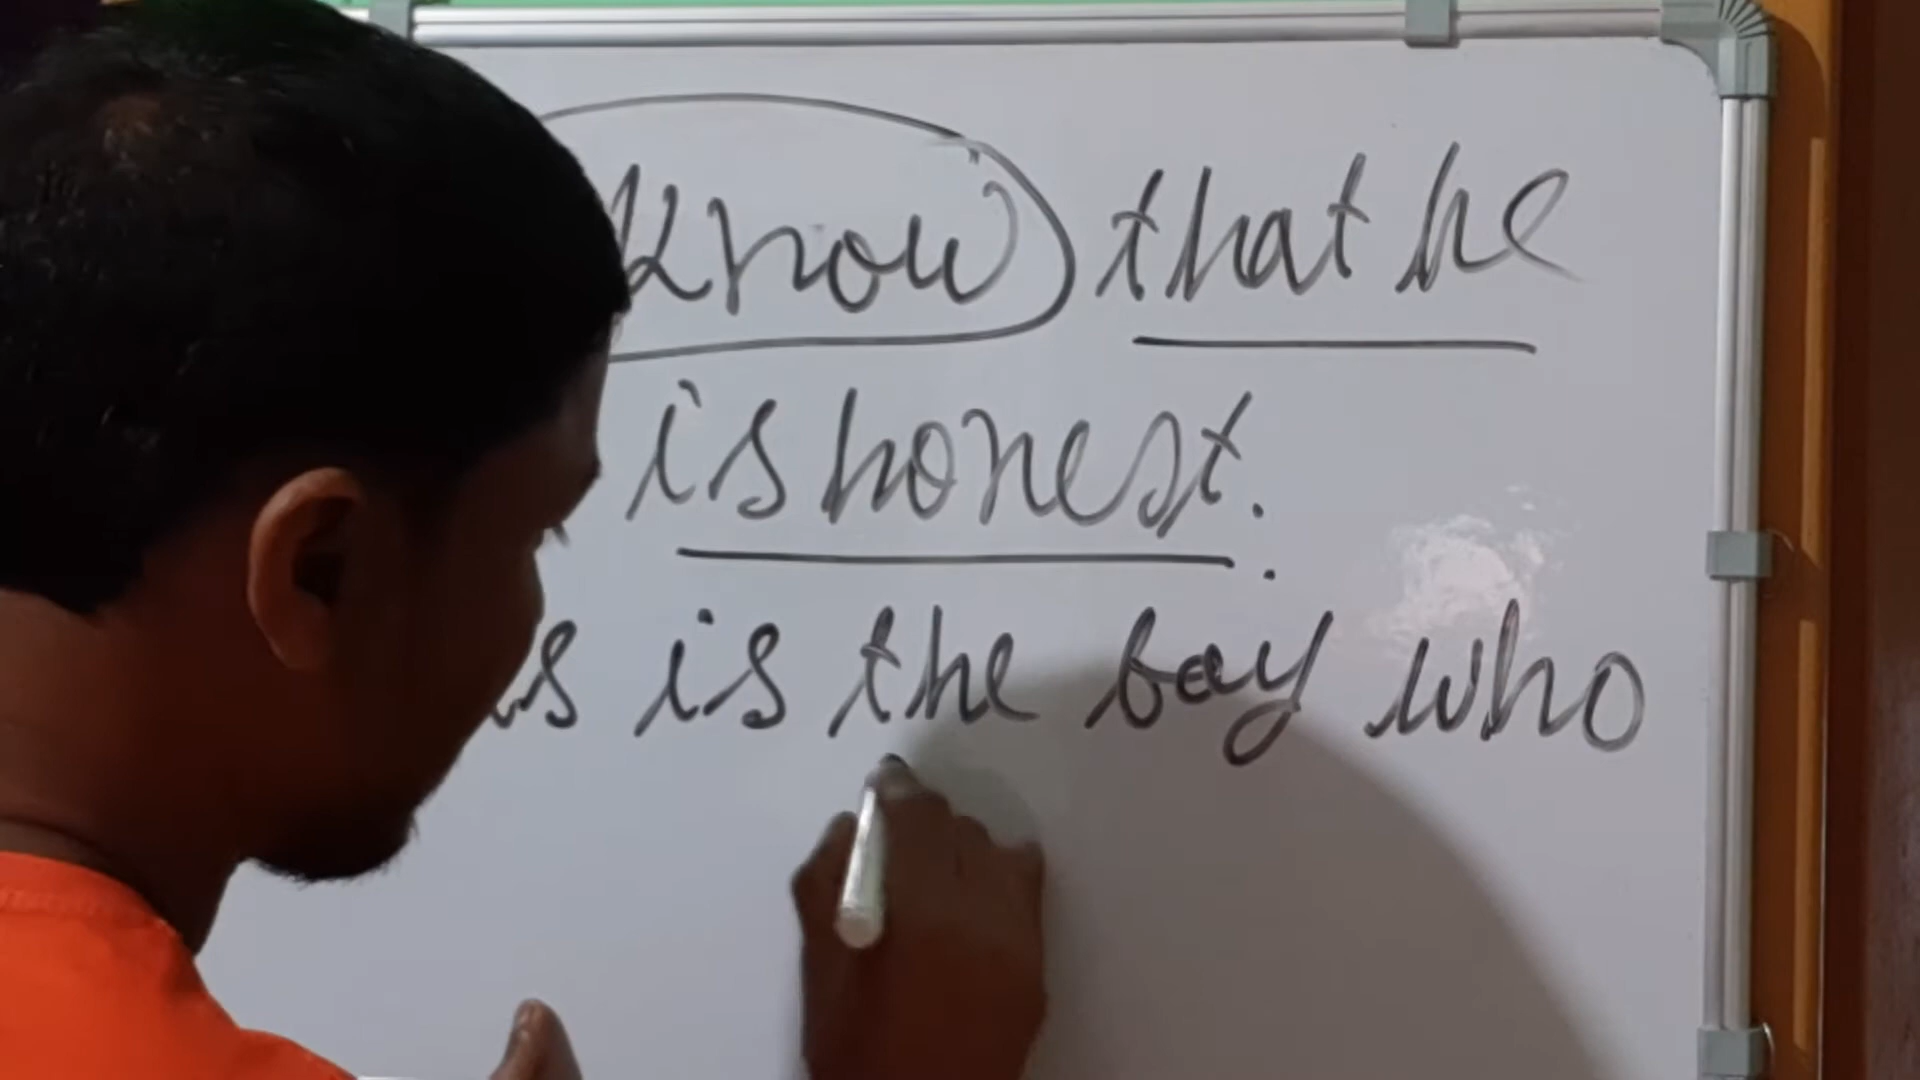 know that he
is honest.
is the boy who